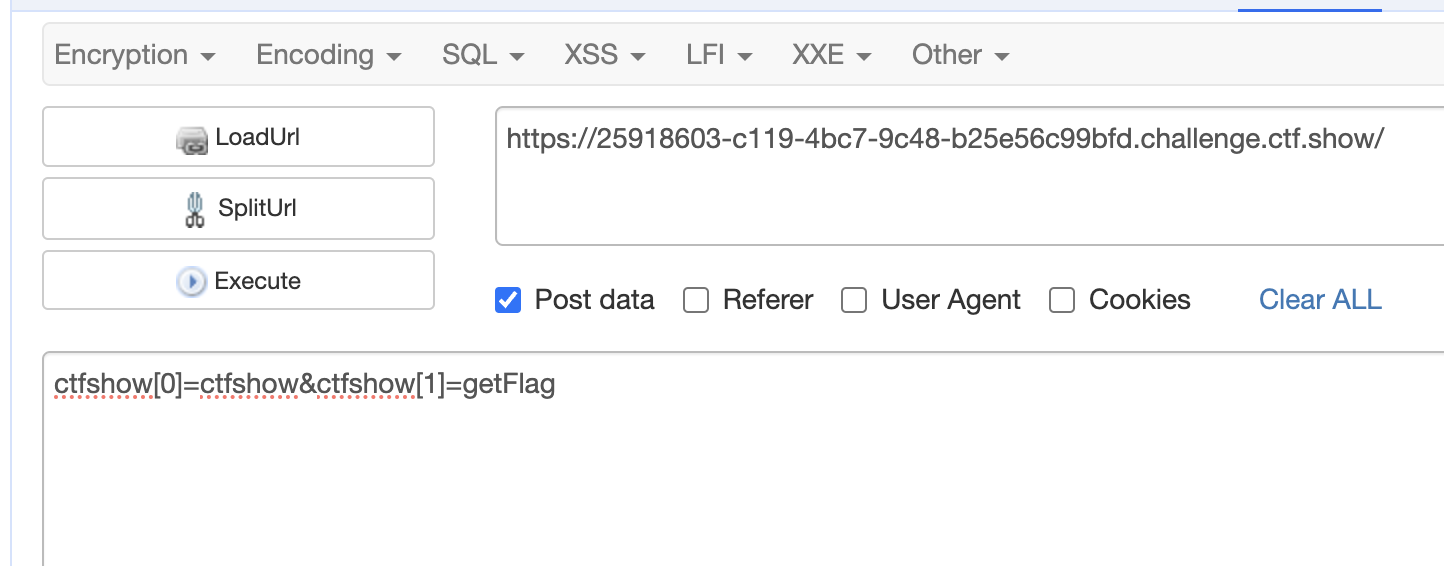 Encryption Encoding SQL XSS LFI XXE Other
LoadUrl
https://25918603-c119-4bc7-9c48-b25e56c99bfd.challenge.ctf.show/
SplitUrl
Execute
Post data Referer User Agent Cookies Clear ALL
ctfshow[0]=ctfshow&ctfshow[1]=getFlag